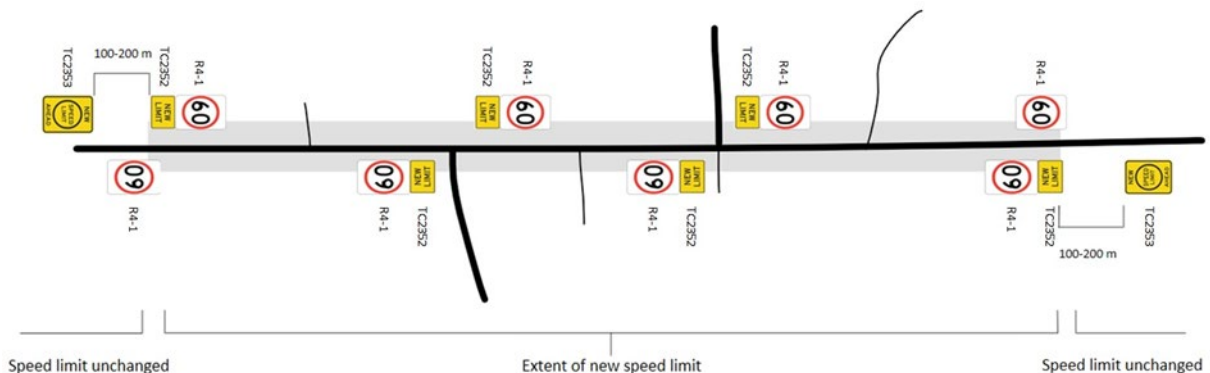 TC2353
100-200 m
TC2352
R4-1
TC2352
R4-1
TC2352
R4-1
R4-1
NEW
SPEED
LIMIT
AHEAD
NEW
LIMIT
60
NEW
LIMIT
60
NEW
LIMIT
60
60
60
60
NEW
LIMIT
60
NEW
LIMIT
60
NEW
LIMIT
NEW
SPEED
LIMIT
AHEAD
R4-1
R4-1
TC2352
R4-1
TC2352
R4-1
TC2352
TC2353
100-200 m
Speed limit unchanged
Extent of new speed limit
Speed limit unchanged